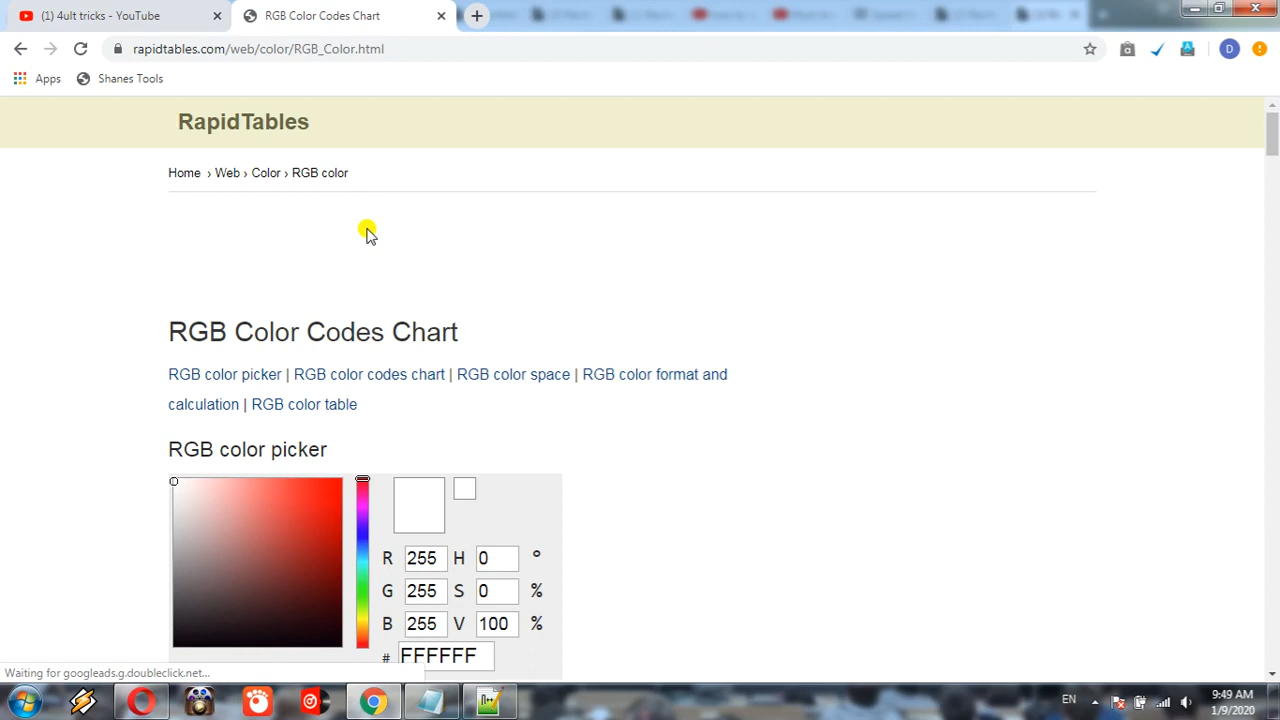 (1) 4ult tricks - YouTube
RGB Color Codes Chart
rapidtables.com/web/color/RGB_Color.html
D
Apps
Shanes Tools
RapidTables
Home › Web › Color › RGB color
RGB Color Codes Chart
RGB color picker | RGB color codes chart | RGB color space | RGB color format and
calculation | RGB color table
RGB color picker
R 255 H 0 °
G 255 S 0 %
B 255 V 100 %
# FFFFFF
Waiting for googleads.g.doubleclick.net...
EN
9:49 AM
1/9/2020